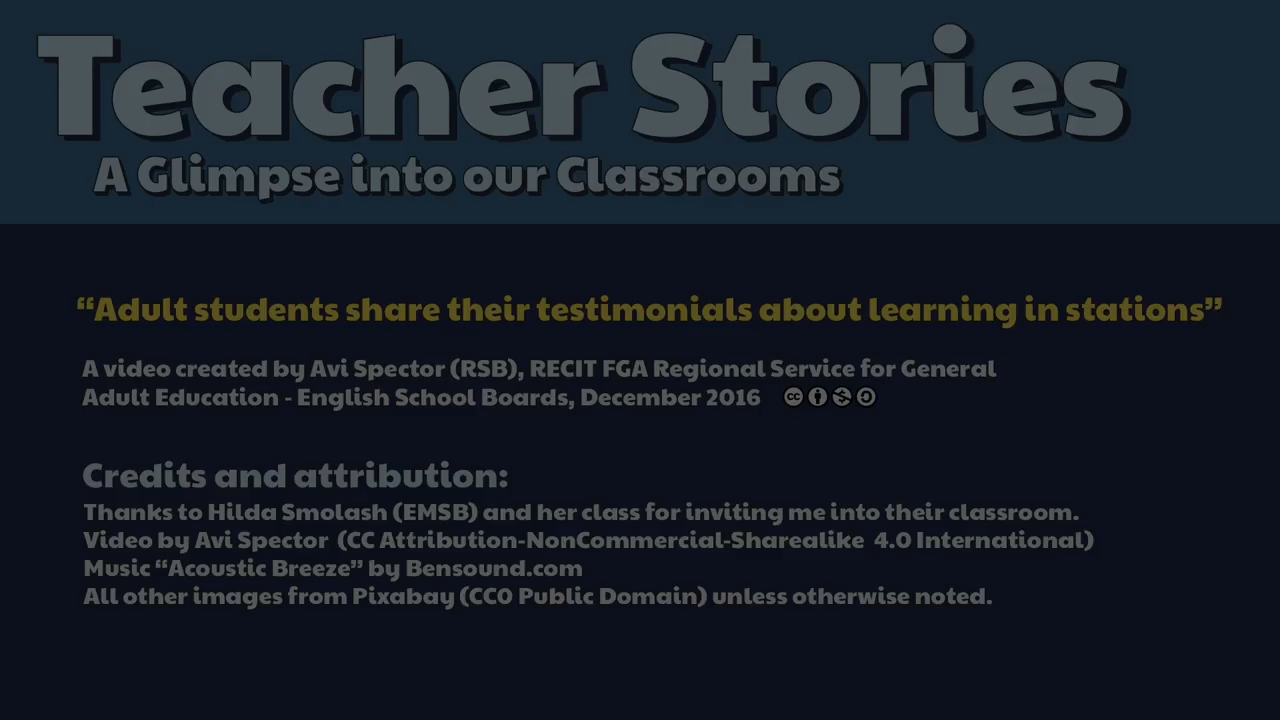 Teacher Stories
A Glimpse into our Classrooms
“Adult students share their testimonials about learning in stations”
A video created by Avi Spector (RSB), RECIT FGA Regional Service for General
Adult Education - English School Boards, December 2016
Credits and attribution:
Thanks to Hilda Smolash (EMSB) and her class for inviting me into their classroom.
Video by Avi Spector (CC Attribution-NonCommercial-Sharealike 4.0 International)
Music “Acoustic Breeze” by Bensound.com
All other images from Pixabay (CC0 Public Domain) unless otherwise noted.